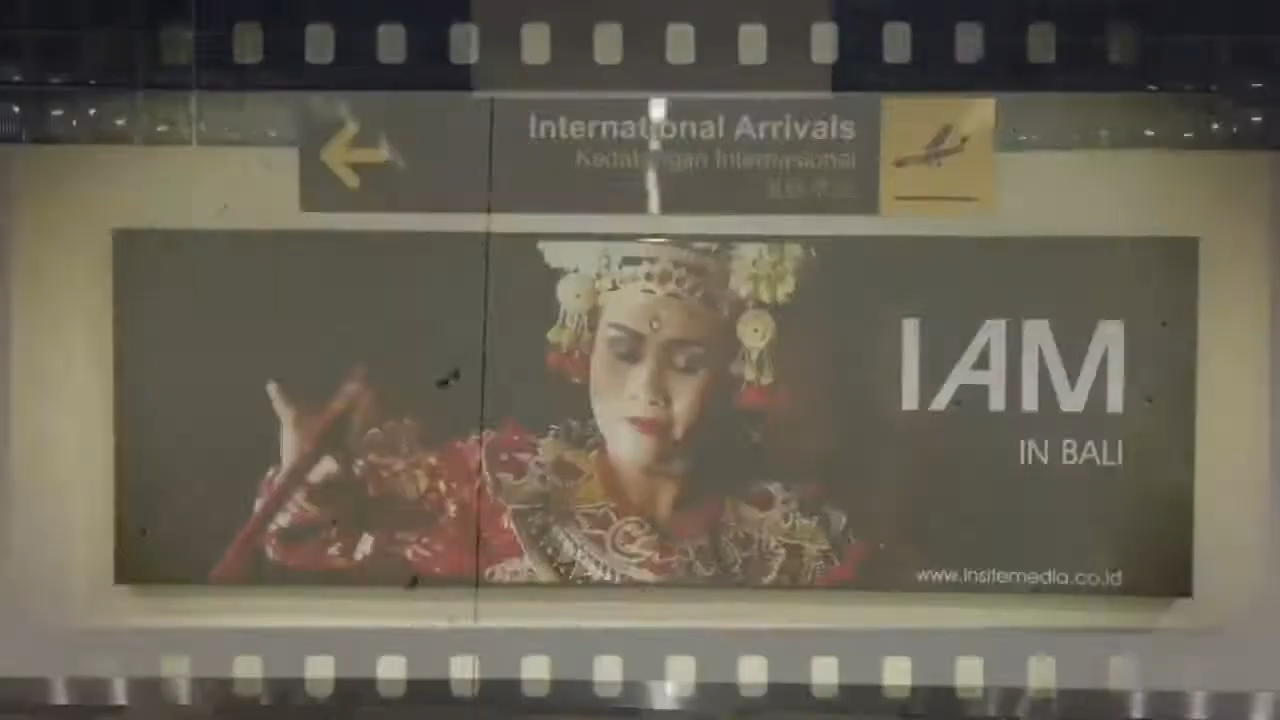 International Arrivals
Kedatangan Internasional
IAM
IN BALI
www.insitemedia.co.id